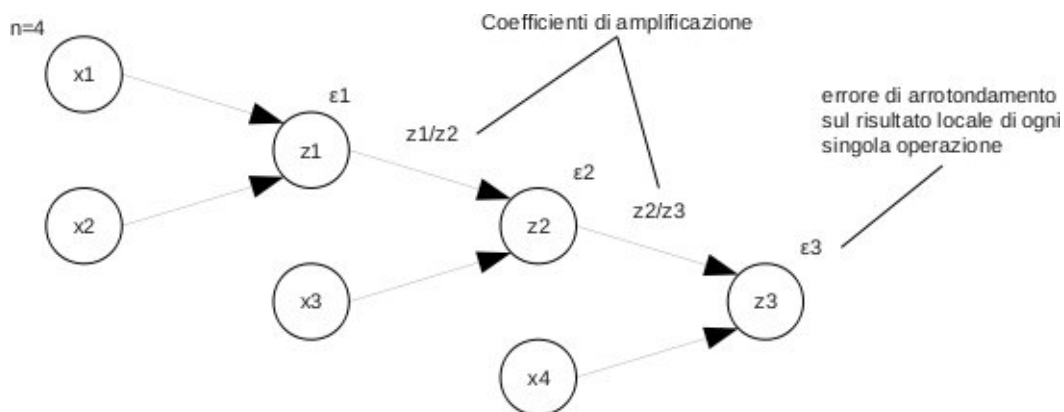 n=4
Coefficienti di amplificazione
x1
ε1
errore di arrotondamento
sul risultato locale di ogni
singola operazione
z1/z2
z1
ε2
z2/z3
x2
z2
ε3
x3
z3
x4